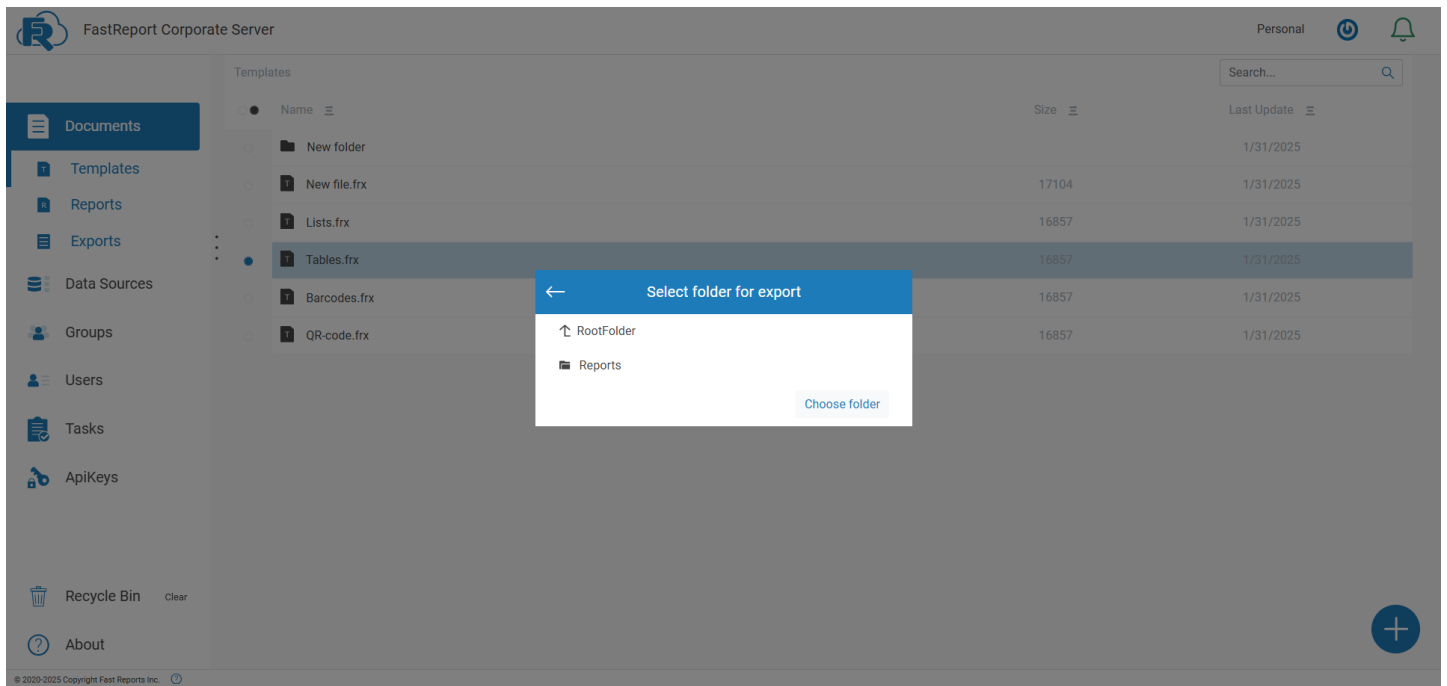 FastReport Corporate Server
Personal
Templates
Search...
Name
Size
Last Update
Documents
New folder
1/31/2025
Templates
New file.frx
17104
1/31/2025
Reports
Lists.frx
16857
1/31/2025
Exports
Tables.frx
16857
1/31/2025
Data Sources
Barcodes.frx
16857
1/31/2025
Groups
QR-code.frx
16857
1/31/2025
Users
Tasks
ApiKeys
Select folder for export
RootFolder
Reports
Choose folder
Recycle Bin
Clear
About
© 2020-2025 Copyright Fast Reports Inc.